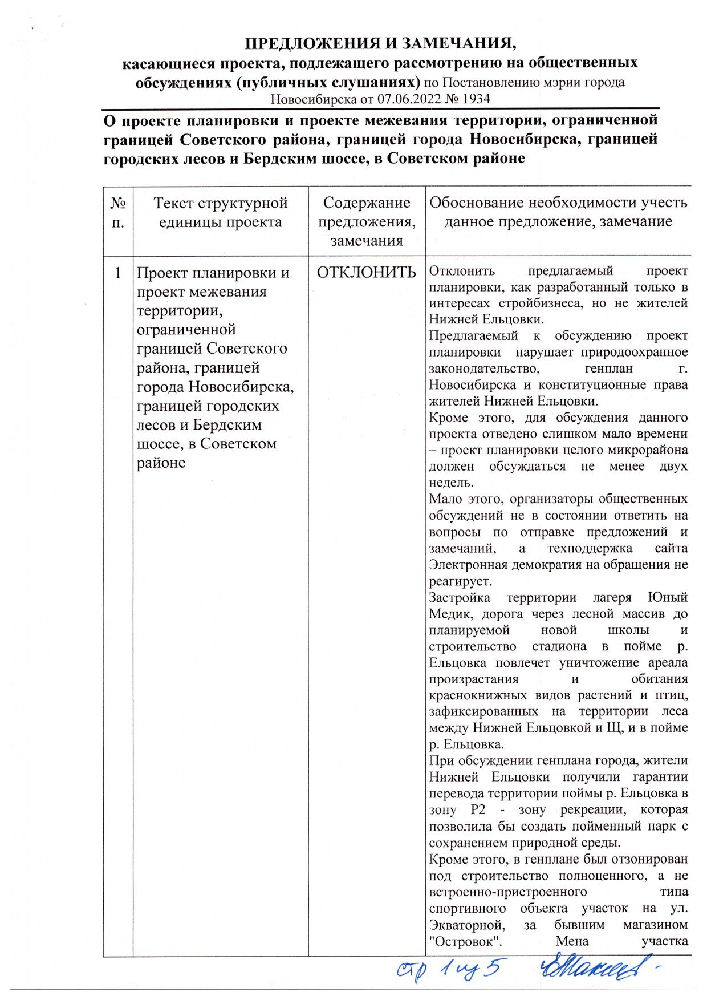 ПРЕДЛОЖЕНИЯ И ЗАМЕЧАНИЯ,
касающиеся проекта, подлежащего рассмотрению на общественных
обсуждениях (публичных слушаниях) по Постановлению мэрии города
Новосибирска от 07.06.2022 № 1934
О проекте планировки и проекте межевания территории, ограниченной
границей Советского района, границей города Новосибирска, границей
городских лесов и Бердским шоссе, в Советском районе
№
п.
Текст структурной
единицы проекта
Содержание
предложения,
замечания
Обоснование необходимости учесть
данное предложение, замечание
1
Проект планировки и
проект межевания
территории,
ограниченной
границей Советского
района, границей
города Новосибирска,
границей городских
лесов и Бердским
шоссе, в Советском
районе
ОТКЛОНИТЬ
Отклонить предлагаемый проект
планировки, как разработанный только в
интересах стройбизнеса, но не жителей
Нижней Ельцовки.
Предлагаемый к обсуждению проект
планировки нарушает природоохранное
законодательство, генплан г.
Новосибирска и конституционные права
жителей Нижней Ельцовки.
Кроме этого, для обсуждения данного
проекта отведено слишком мало времени
– проект планировки целого микрорайона
должен обсуждаться не менее двух
недель.
Мало этого, организаторы общественных
обсуждений не в состоянии ответить на
вопросы по отправке предложений и
замечаний, а техподдержка сайта
Электронная демократия на обращения не
реагирует.
Застройка территории лагеря Юный
Медик, дорога через лесной массив до
планируемой новой школы и
строительство стадиона в пойме р.
Ельцовка повлечет уничтожение ареала
произрастания и обитания
краснокнижных видов растений и птиц,
зафиксированных на территории леса
между Нижней Ельцовкой и Щ, и в пойме
р. Ельцовка.
При обсуждении генплана города, жители
Нижней Ельцовки получили гарантии
перевода территории поймы р. Ельцовка в
зону Р2 - зону рекреации, которая
позволила бы создать пойменный парк с
сохранением природной среды.
Кроме этого, в генплане был отзонирован
под строительство полноценного, а не
встроенно-пристроенного типа
спортивного объекта участок на ул.
Экваторной, за бывшим магазином
"Островок". Мена участка
стр 1 из 5